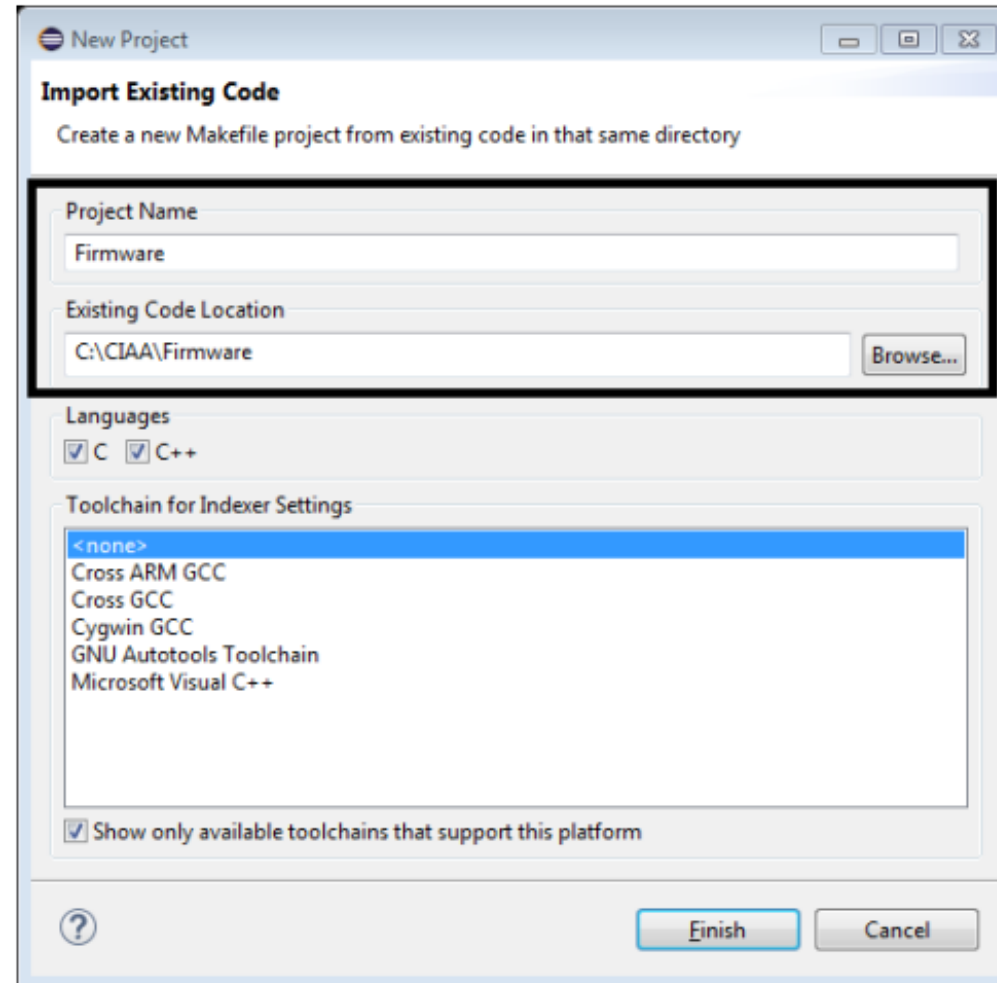 New Project
Import Existing Code
Create a new Makefile project from existing code in that same directory
Project Name
Firmware
Existing Code Location
C:\CIAA\Firmware
Browse...
Languages
C C++
Toolchain for Indexer Settings
<none>
Cross ARM GCC
Cross GCC
Cygwin GCC
GNU Autotools Toolchain
Microsoft Visual C++
Show only available toolchains that support this platform
? Finish Cancel